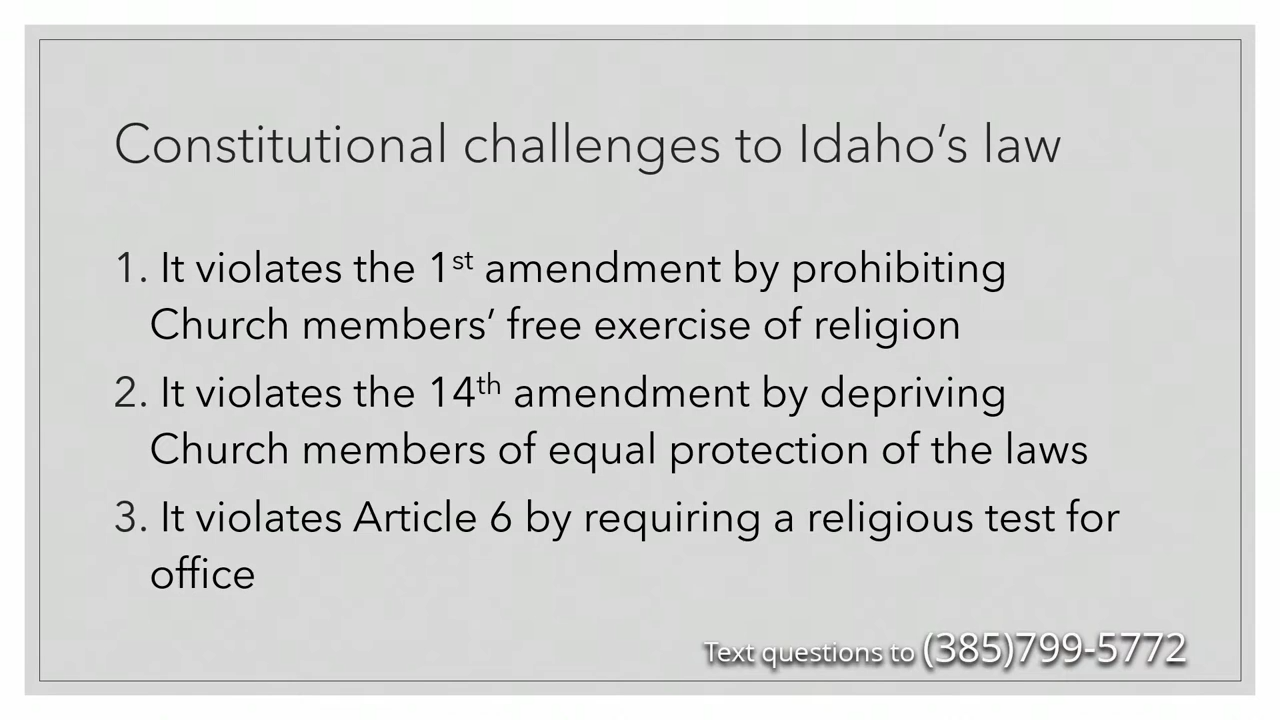 Constitutional challenges to Idaho’s law
1. It violates the 1st amendment by prohibiting
Church members’ free exercise of religion
2. It violates the 14th amendment by depriving
Church members of equal protection of the laws
3. It violates Article 6 by requiring a religious test for
office
Text questions to (385)799-5772